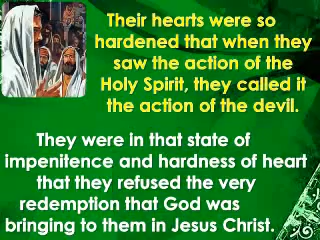 Their hearts were so
hardened that when they
saw the action of the
Holy Spirit, they called it
the action of the devil.
They were in that state of
impenitence and hardness of heart
that they refused the very
redemption that God was
bringing to them in Jesus Christ.